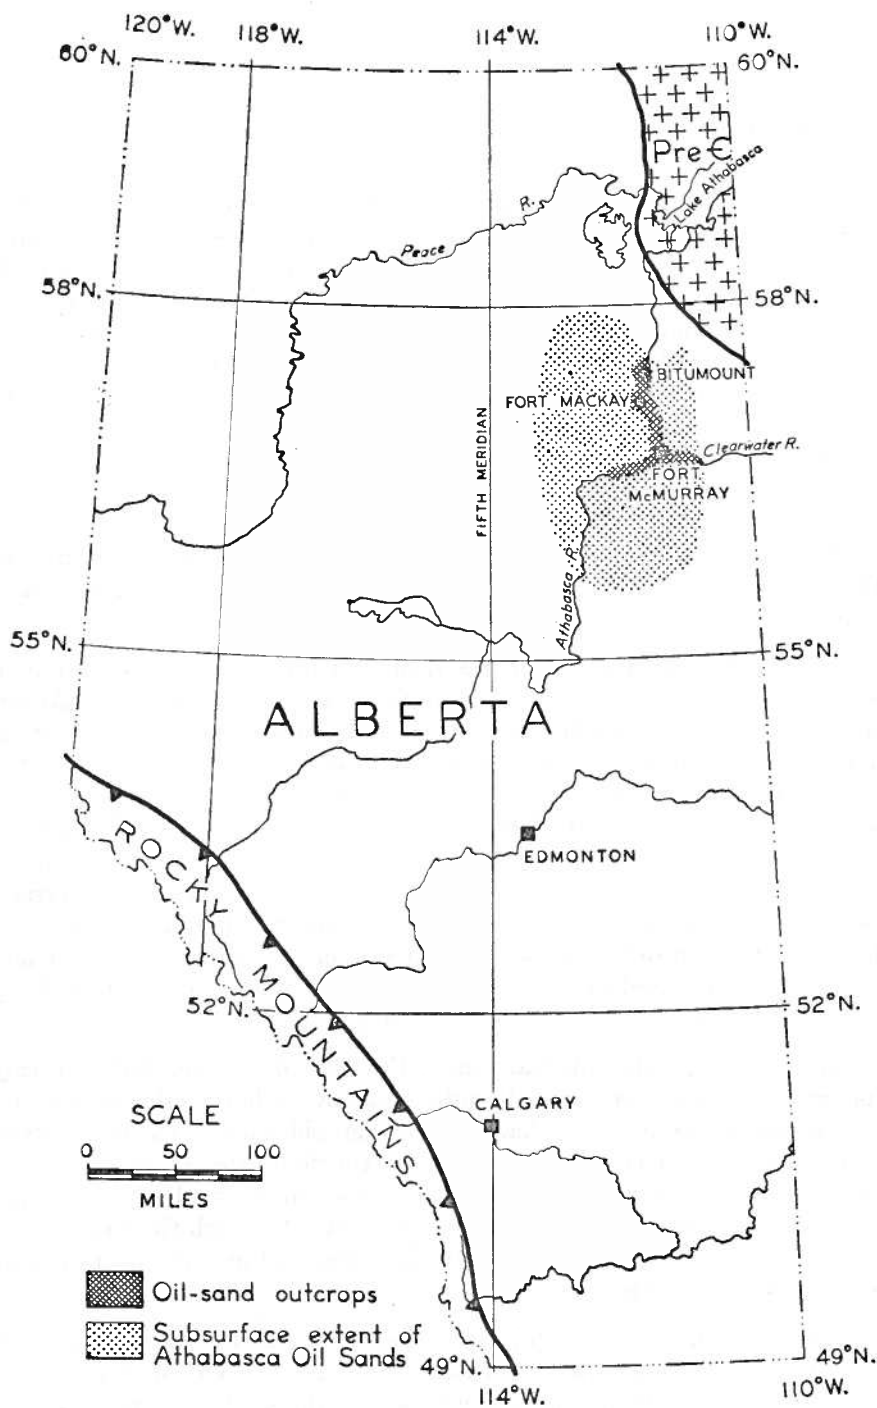 120°W.
118°W.
114°W.
110°W.
60°N.
60°N.
Pre Є
Lake Athabasca
Peace R.
58°N.
58°N.
BITUMOUNT
FORT MACKAY
FIFTH MERIDIAN
Clearwater R.
FORT
McMURRAY
Athabasca R.
55°N.
55°N.
ALBERTA
ROCKY MOUNTAINS
EDMONTON
52°N.
52°N.
CALGARY
SCALE
0 50 100
MILES
Oil-sand outcrops
Subsurface extent of
Athabasca Oil Sands
49°N.
49°N.
114°W.
110°W.